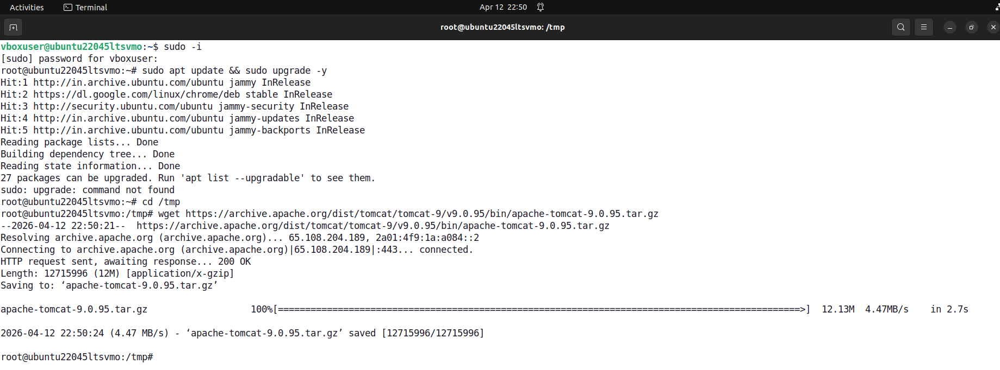 Activities Terminal Apr 12 22:50
root@ubuntu22045ltsvmo: /tmp
vboxuser@ubuntu22045ltsvmo:~$ sudo -i
[sudo] password for vboxuser:
root@ubuntu22045ltsvmo:~# sudo apt update && sudo upgrade -y
Hit:1 http://in.archive.ubuntu.com/ubuntu jammy InRelease
Hit:2 https://dl.google.com/linux/chrome/deb stable InRelease
Hit:3 http://security.ubuntu.com/ubuntu jammy-security InRelease
Hit:4 http://in.archive.ubuntu.com/ubuntu jammy-updates InRelease
Hit:5 http://in.archive.ubuntu.com/ubuntu jammy-backports InRelease
Reading package lists... Done
Building dependency tree... Done
Reading state information... Done
27 packages can be upgraded. Run 'apt list --upgradable' to see them.
sudo: upgrade: command not found
root@ubuntu22045ltsvmo:~# cd /tmp
root@ubuntu22045ltsvmo:/tmp# wget https://archive.apache.org/dist/tomcat/tomcat-9/v9.0.95/bin/apache-tomcat-9.0.95.tar.gz
--2026-04-12 22:50:21-- https://archive.apache.org/dist/tomcat/tomcat-9/v9.0.95/bin/apache-tomcat-9.0.95.tar.gz
Resolving archive.apache.org (archive.apache.org)... 65.108.204.189, 2a01:4f9:1a:a084::2
Connecting to archive.apache.org (archive.apache.org)|65.108.204.189|:443... connected.
HTTP request sent, awaiting response... 200 OK
Length: 12715996 (12M) [application/x-gzip]
Saving to: ‘apache-tomcat-9.0.95.tar.gz’
apache-tomcat-9.0.95.tar.gz 100%[================================================================================================>] 12.13M 4.47MB/s in 2.7s
2026-04-12 22:50:24 (4.47 MB/s) - ‘apache-tomcat-9.0.95.tar.gz’ saved [12715996/12715996]
root@ubuntu22045ltsvmo:/tmp#